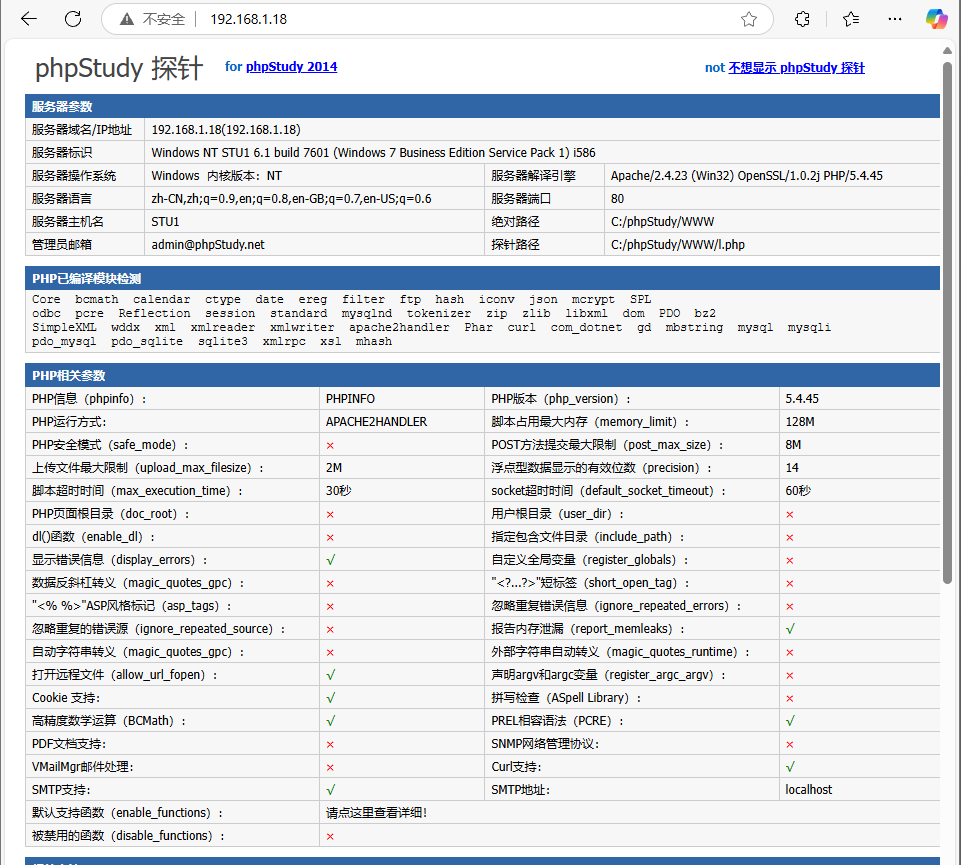 不安全 192.168.1.18
phpStudy 探针 for phpStudy 2014 not 不想显示 phpStudy 探针
服务器参数
服务器域名/IP地址 192.168.1.18(192.168.1.18)
服务器标识 Windows NT STU1 6.1 build 7601 (Windows 7 Business Edition Service Pack 1) i586
服务器操作系统 Windows 内核版本：NT 服务器解译引擎 Apache/2.4.23 (Win32) OpenSSL/1.0.2j PHP/5.4.45
服务器语言 zh-CN,zh;q=0.9,en;q=0.8,en-GB;q=0.7,en-US;q=0.6 服务器端口 80
服务器主机名 STU1 绝对路径 C:/phpStudy/WWW
管理员邮箱 admin@phpStudy.net 探针路径 C:/phpStudy/WWW/l.php
PHP已编译模块检测
Core bcmath calendar ctype date ereg filter ftp hash iconv json mcrypt SPL
odbc pcre Reflection session standard mysqlnd tokenizer zip zlib libxml dom PDO bz2
SimpleXML wddx xml xmlreader xmlwriter apache2handler Phar curl com_dotnet gd mbstring mysql mysqli
pdo_mysql pdo_sqlite sqlite3 xmlrpc xsl mhash
PHP相关参数
PHP信息（phpinfo）： PHPINFO PHP版本（php_version）： 5.4.45
PHP运行方式： APACHE2HANDLER 脚本占用最大内存（memory_limit）： 128M
PHP安全模式（safe_mode）： × POST方法提交最大限制（post_max_size）： 8M
上传文件最大限制（upload_max_filesize）： 2M 浮点型数据显示的有效位数（precision）： 14
脚本超时时间（max_execution_time）： 30秒 socket超时时间（default_socket_timeout）： 60秒
PHP页面根目录（doc_root）： × 用户根目录（user_dir）： ×
dl()函数（enable_dl）： × 指定包含文件目录（include_path）： ×
显示错误信息（display_errors）： √ 自定义全局变量（register_globals）： ×
数据反斜杠转义（magic_quotes_gpc）： × "<?...?>"短标签（short_open_tag）： ×
"<% %>"ASP风格标记（asp_tags）： × 忽略重复错误信息（ignore_repeated_errors）： ×
忽略重复的错误源（ignore_repeated_source）： × 报告内存泄漏（report_memleaks）： √
自动字符串转义（magic_quotes_gpc）： × 外部字符串自动转义（magic_quotes_runtime）： ×
打开远程文件（allow_url_fopen）： √ 声明argv和argc变量（register_argc_argv）： ×
Cookie 支持： √ 拼写检查（ASpell Library）： ×
高精度数学运算（BCMath）： √ PREL相容语法（PCRE）： √
PDF文档支持： × SNMP网络管理协议： ×
VMailMgr邮件处理： × Curl支持： √
SMTP支持： √ SMTP地址： localhost
默认支持函数（enable_functions）： 请点这里查看详细！
被禁用的函数（disable_functions）： ×